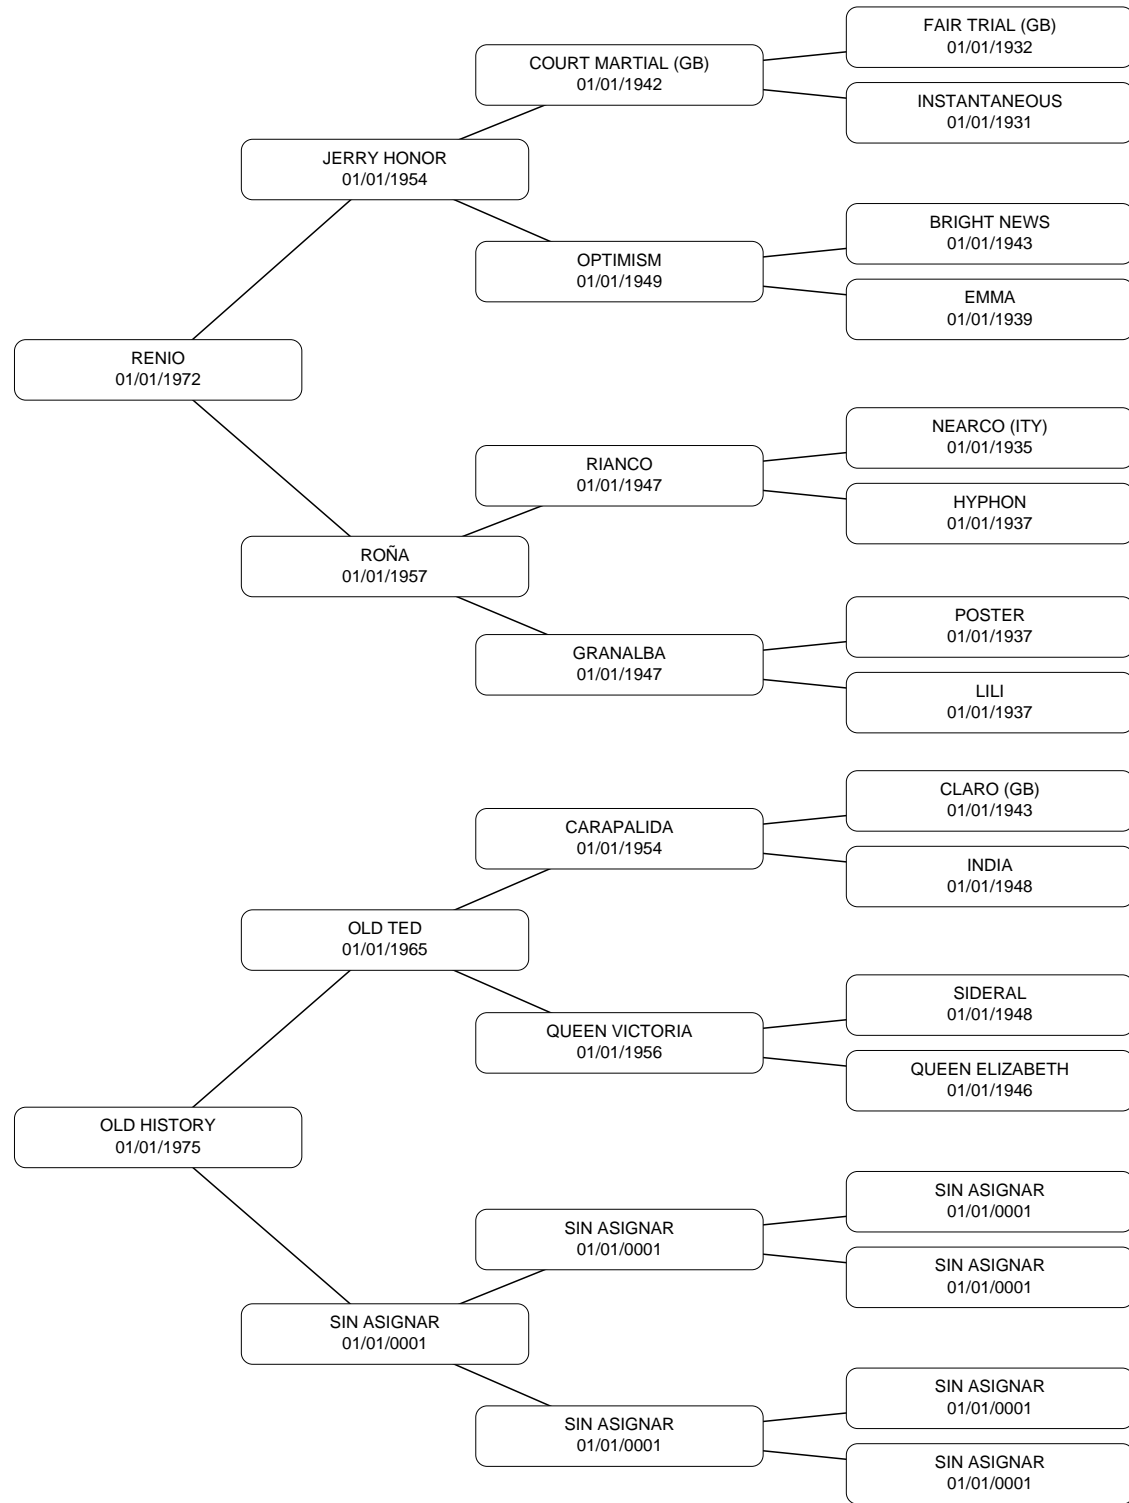 FAIR TRIAL (GB)
01/01/1932
COURT MARTIAL (GB)
01/01/1942
INSTANTANEOUS
01/01/1931
JERRY HONOR
01/01/1954
BRIGHT NEWS
01/01/1943
OPTIMISM
01/01/1949
EMMA
01/01/1939
RENIO
01/01/1972
NEARCO (ITY)
01/01/1935
RIANCO
01/01/1947
HYPHON
01/01/1937
ROÑA
01/01/1957
POSTER
01/01/1937
GRANALBA
01/01/1947
LILI
01/01/1937
CLARO (GB)
01/01/1943
CARAPALIDA
01/01/1954
INDIA
01/01/1948
OLD TED
01/01/1965
SIDERAL
01/01/1948
QUEEN VICTORIA
01/01/1956
QUEEN ELIZABETH
01/01/1946
OLD HISTORY
01/01/1975
SIN ASIGNAR
01/01/0001
SIN ASIGNAR
01/01/0001
SIN ASIGNAR
01/01/0001
SIN ASIGNAR
01/01/0001
SIN ASIGNAR
01/01/0001
SIN ASIGNAR
01/01/0001
SIN ASIGNAR
01/01/0001